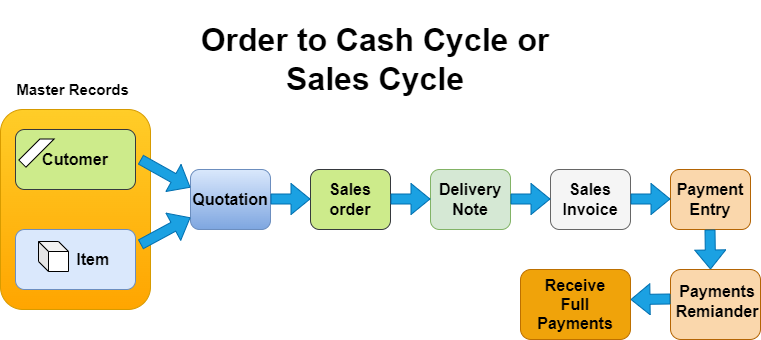 Order to Cash Cycle or
Sales Cycle
Master Records
Cutomer
Item
Quotation
Sales
order
Delivery
Note
Sales
Invoice
Payment
Entry
Payments
Remiander
Receive
Full
Payments